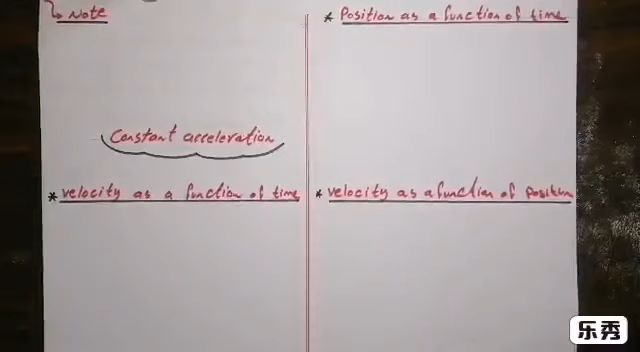 Note
Constant acceleration
* velocity as a function of time
* Position as a function of time
* velocity as a function of position
乐秀